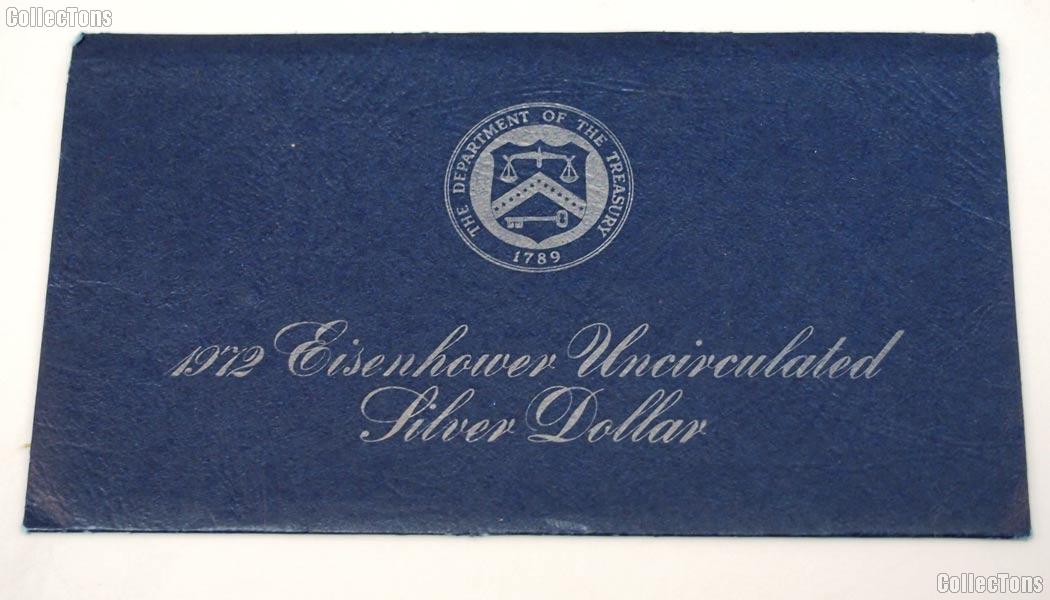 CollecTons
THE DEPARTMENT OF THE TREASURY
1789
1972 Eisenhower Uncirculated
Silver Dollar
CollecTons